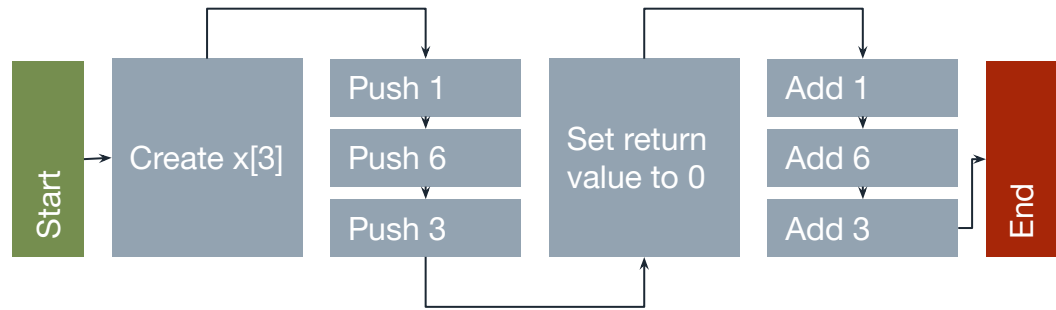 Start
Create x[3]
Push 1
Push 6
Push 3
Set return
value to 0
Add 1
Add 6
Add 3
End